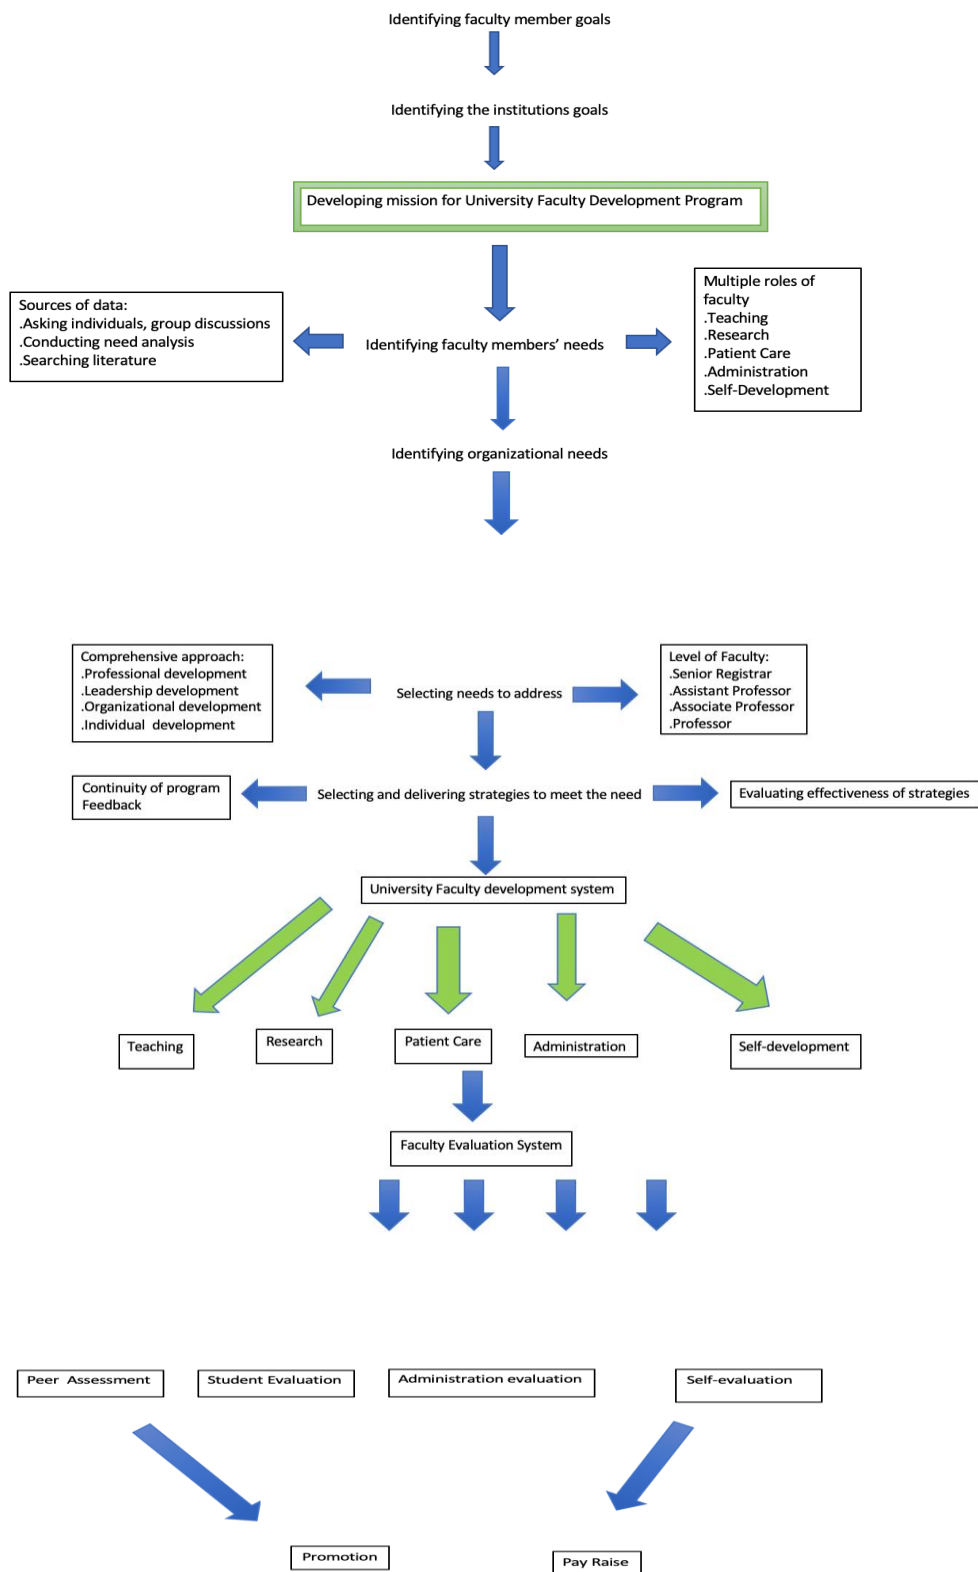 Identifying faculty member goals
Identifying the institutions goals
Developing mission for University Faculty Development Program
Sources of data:
.Asking individuals, group discussions
.Conducting need analysis
.Searching literature
Identifying faculty members’ needs
Multiple roles of
faculty
.Teaching
.Research
.Patient Care
.Administration
.Self-Development
Identifying organizational needs
Comprehensive approach:
.Professional development
.Leadership development
.Organizational development
.Individual development
Selecting needs to address
Level of Faculty:
.Senior Registrar
.Assistant Professor
.Associate Professor
.Professor
Continuity of program
Feedback
Selecting and delivering strategies to meet the need
Evaluating effectiveness of strategies
University Faculty development system
Teaching
Research
Patient Care
Administration
Self-development
Faculty Evaluation System
Peer Assessment
Student Evaluation
Administration evaluation
Self-evaluation
Promotion
Pay Raise